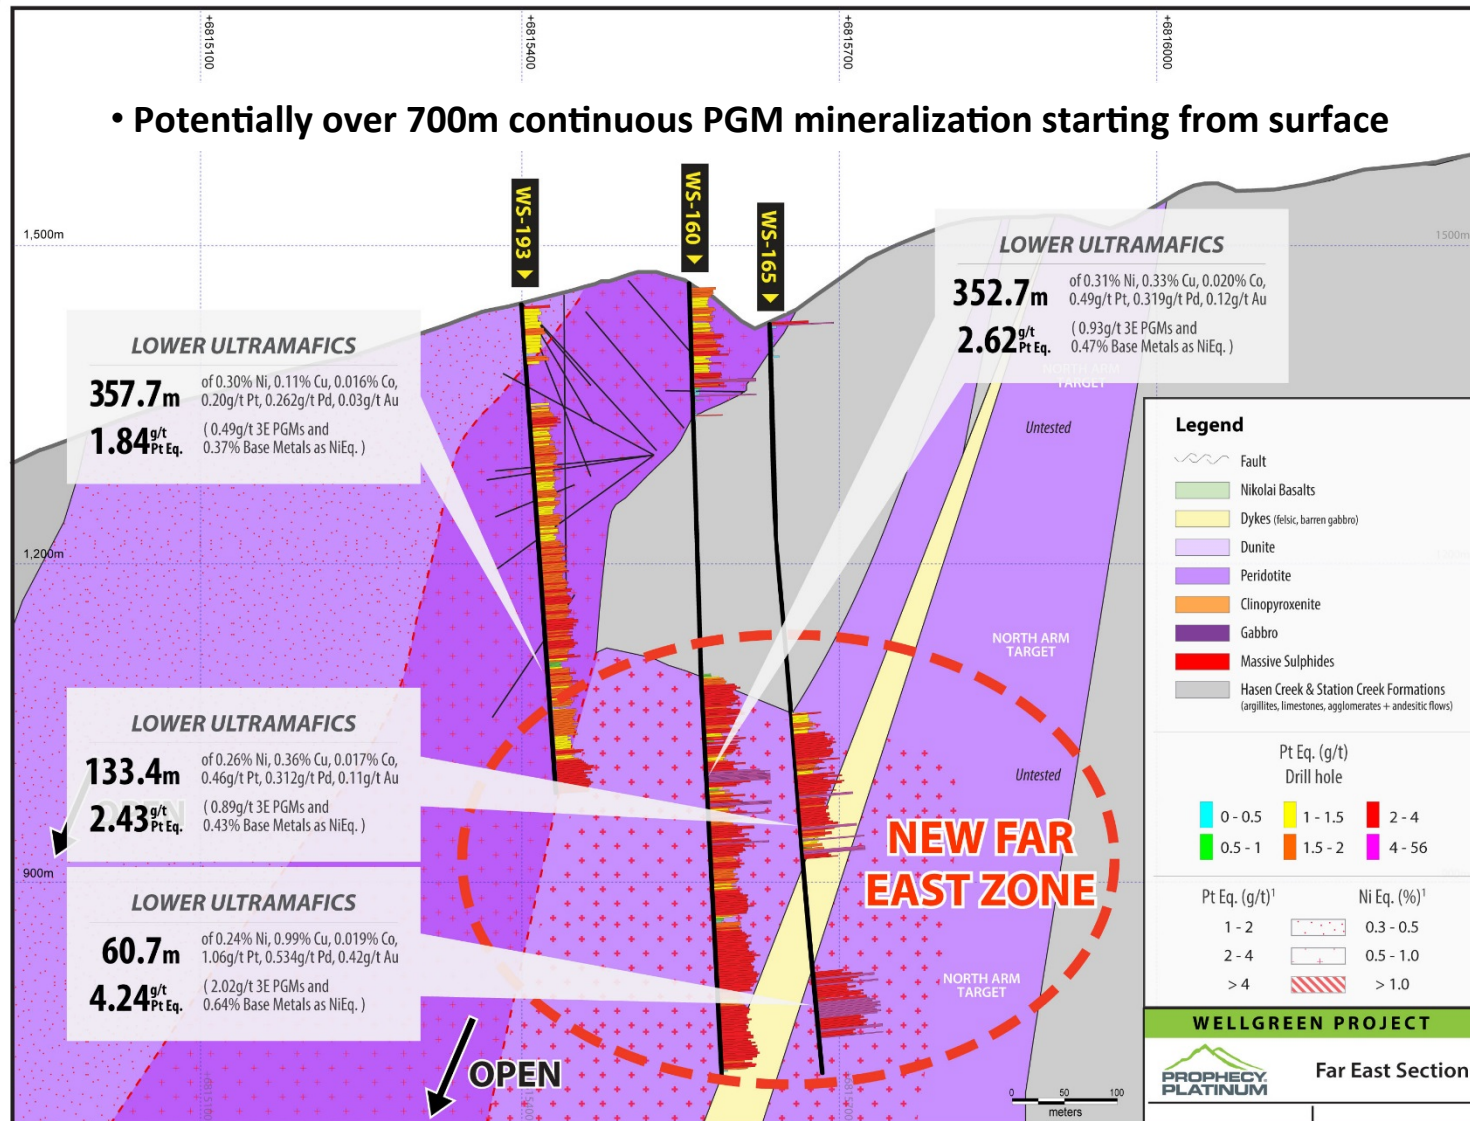 +6815100
+6815400
+6815700
+6816000
• Potentially over 700m continuous PGM mineralization starting from surface
WS-193
WS-160
WS-165
1,500m
1500m
LOWER ULTRAMAFICS
352.7m
of 0.31% Ni, 0.33% Cu, 0.020% Co,
0.49g/t Pt, 0.319g/t Pd, 0.12g/t Au
2.62 g/t Pt Eq.
( 0.93g/t 3E PGMs and
0.47% Base Metals as NiEq. )
LOWER ULTRAMAFICS
357.7m
of 0.30% Ni, 0.11% Cu, 0.016% Co,
0.20g/t Pt, 0.262g/t Pd, 0.03g/t Au
1.84 g/t Pt Eq.
( 0.49g/t 3E PGMs and
0.37% Base Metals as NiEq. )
NORTH ARM
TARGET
Untested
1,200m
NORTH ARM
TARGET
Untested
LOWER ULTRAMAFICS
133.4m
of 0.26% Ni, 0.36% Cu, 0.017% Co,
0.46g/t Pt, 0.312g/t Pd, 0.11g/t Au
2.43 g/t Pt Eq.
( 0.89g/t 3E PGMs and
0.43% Base Metals as NiEq. )
OPEN
NEW FAR
EAST ZONE
900m
LOWER ULTRAMAFICS
60.7m
of 0.24% Ni, 0.99% Cu, 0.019% Co,
1.06g/t Pt, 0.534g/t Pd, 0.42g/t Au
4.24 g/t Pt Eq.
( 2.02g/t 3E PGMs and
0.64% Base Metals as NiEq. )
NORTH ARM
TARGET
OPEN
+6815100
+6815400
+6815700
0 50 100
meters
Legend
Fault
Nikolai Basalts
Dykes (felsic, barren gabbro)
Dunite
Peridotite
Clinopyroxenite
Gabbro
Massive Sulphides
Hasen Creek & Station Creek Formations
(argillites, limestones, agglomerates + andesitic flows)
Pt Eq. (g/t)
Drill hole
0 - 0.5 1 - 1.5 2 - 4
0.5 - 1 1.5 - 2 4 - 56
Pt Eq. (g/t)¹ Ni Eq. (%)¹
1 - 2 0.3 - 0.5
2 - 4 0.5 - 1.0
> 4 > 1.0
WELLGREEN PROJECT
PROPHECY
PLATINUM
Far East Section